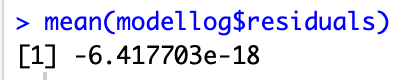 > mean(modellog$residuals)
[1] -6.417703e-18